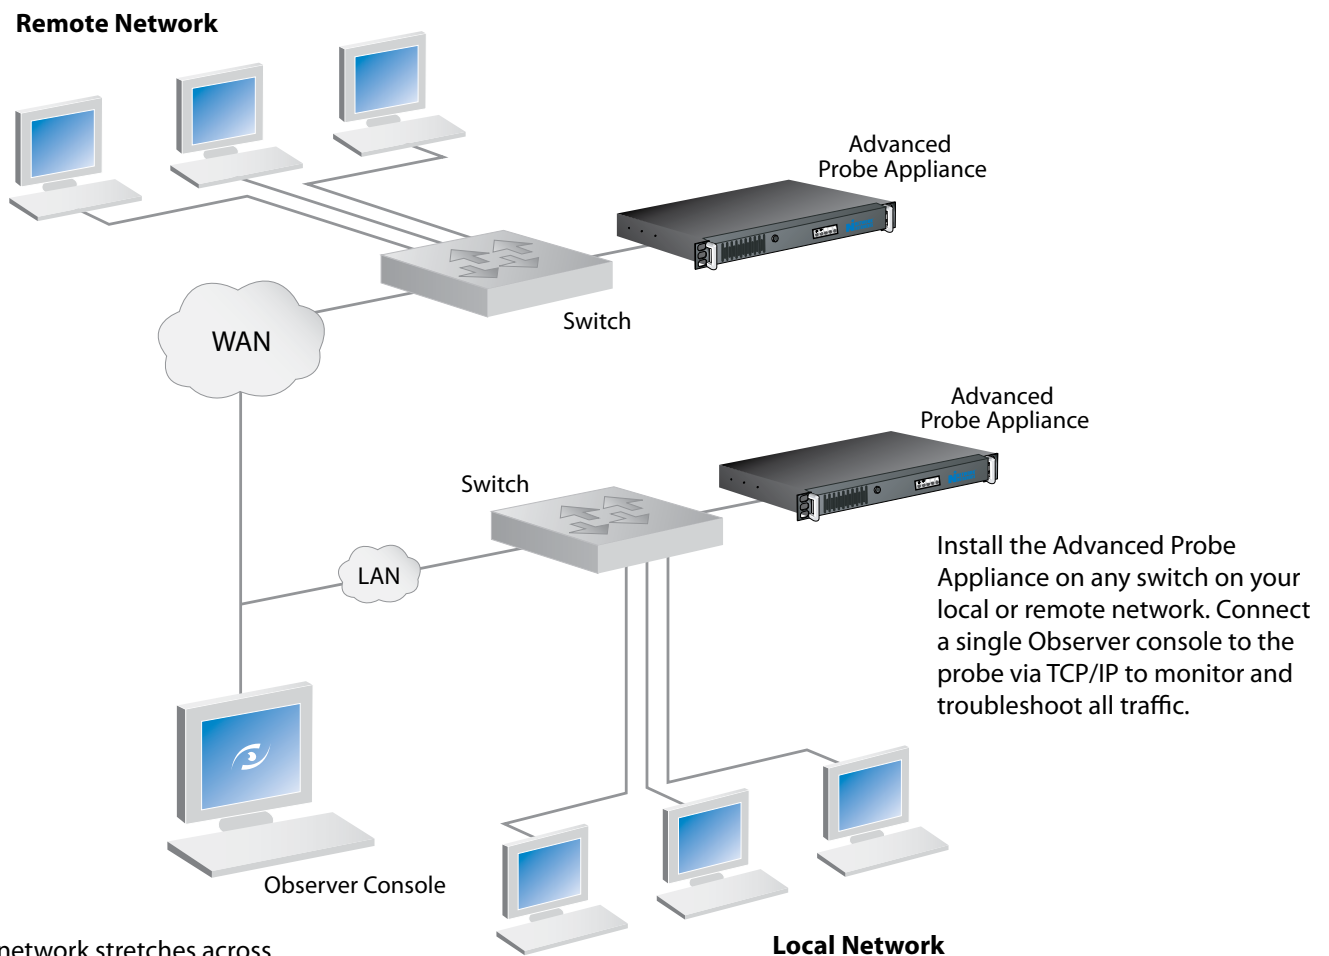 Remote Network
Advanced
Probe Appliance
Switch
WAN
Advanced
Probe Appliance
Switch
LAN
Install the Advanced Probe
Appliance on any switch on your
local or remote network. Connect
a single Observer console to the
probe via TCP/IP to monitor and
troubleshoot all traffic.
Observer Console
Local Network
network stretches across